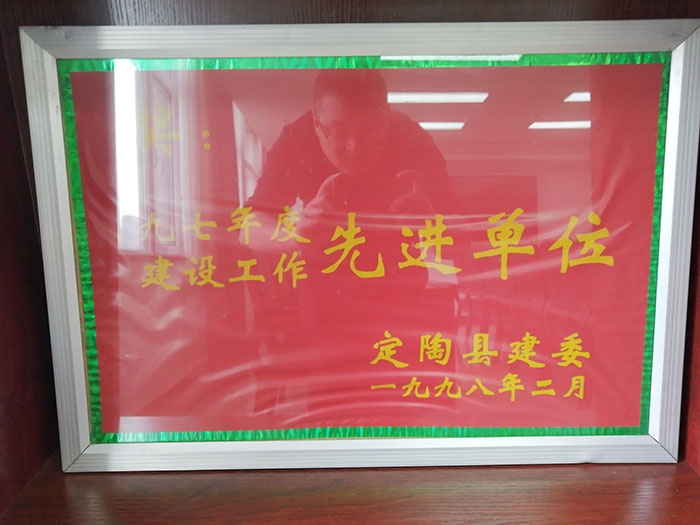 奖：
九七年度
建设工作
先进单位
定陶县建委
一九九八年二月